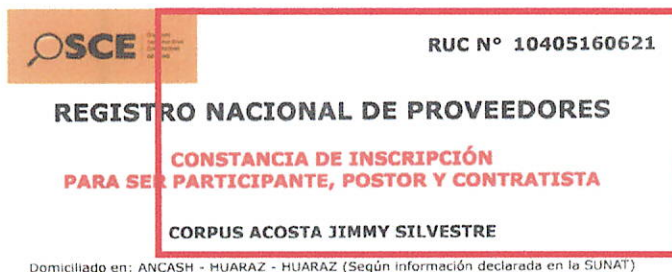 OSCE
RUC Nº 10405160621
REGISTRO NACIONAL DE PROVEEDORES
CONSTANCIA DE INSCRIPCIÓN
PARA SER PARTICIPANTE, POSTOR Y CONTRATISTA
CORPUS ACOSTA JIMMY SILVESTRE
Domiciliado en: ANCASH - HUARAZ - HUARAZ (Según información declarada en la SUNAT)